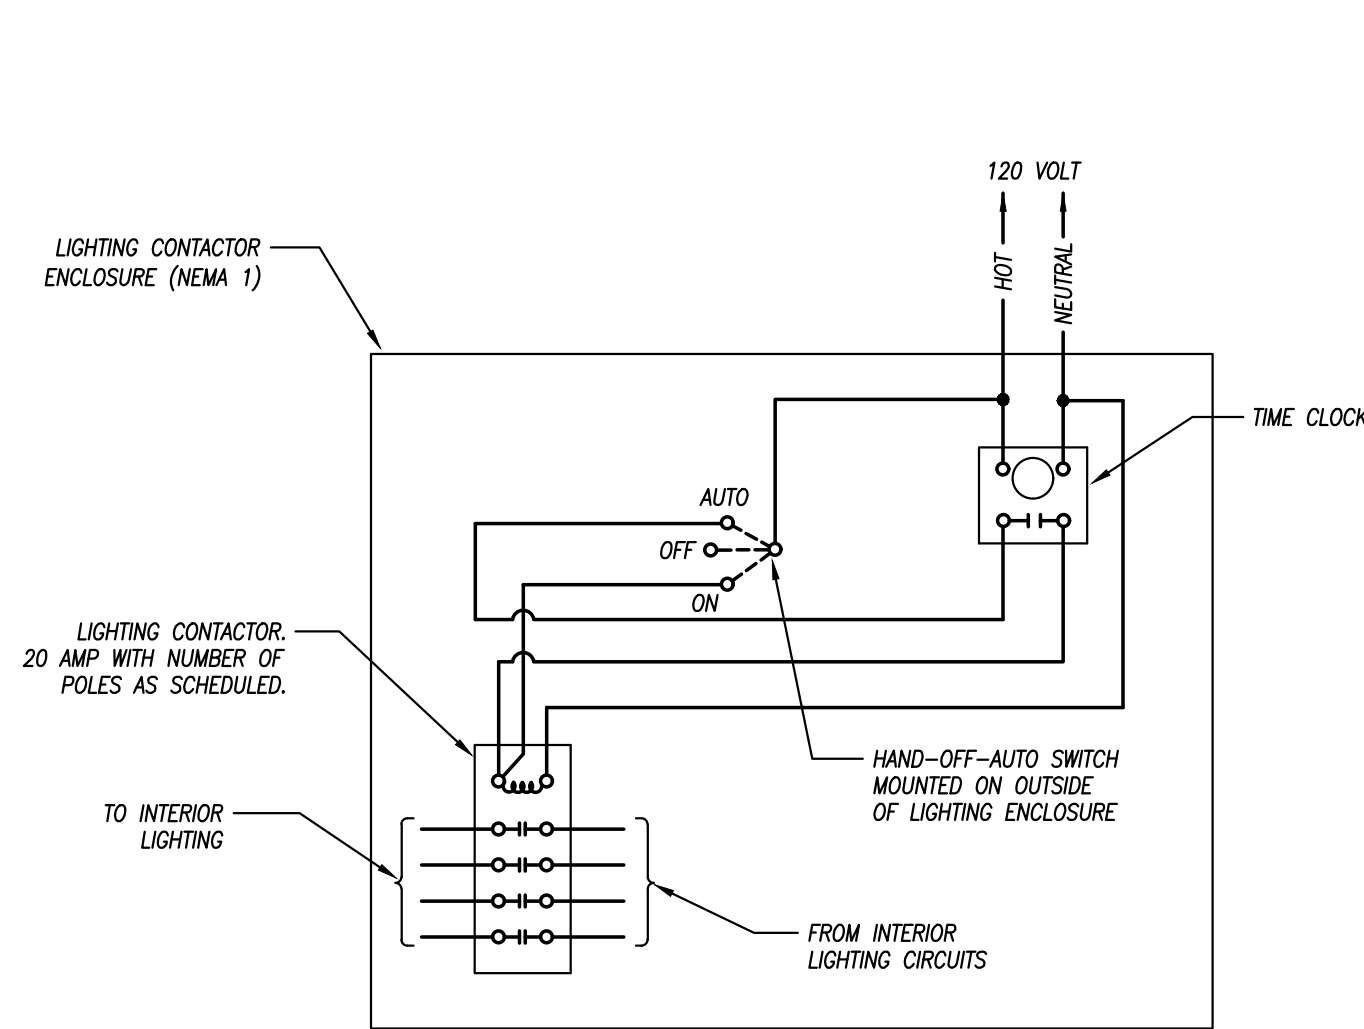 120 VOLT
HOT
NEUTRAL
LIGHTING CONTACTOR
ENCLOSURE (NEMA 1)
TIME CLOCK
AUTO
OFF
ON
LIGHTING CONTACTOR.
20 AMP WITH NUMBER OF
POLES AS SCHEDULED.
HAND-OFF-AUTO SWITCH
MOUNTED ON OUTSIDE
OF LIGHTING ENCLOSURE
TO INTERIOR
LIGHTING
FROM INTERIOR
LIGHTING CIRCUITS